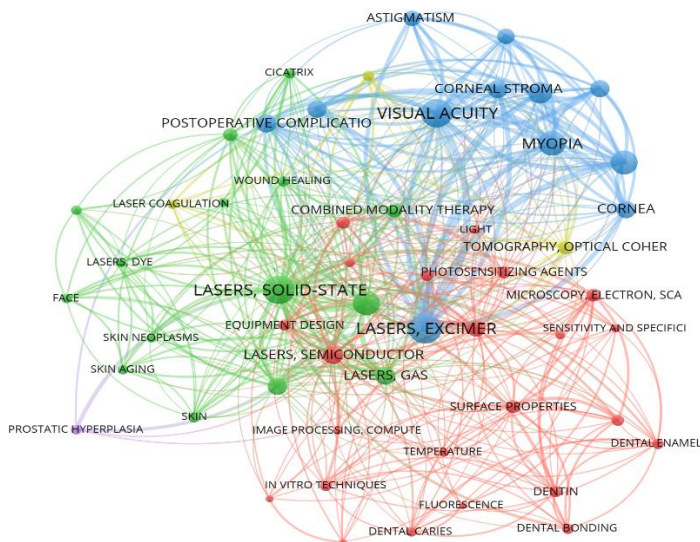 ASTIGMATISM
CICATRIX
CORNEAL STROMA
VISUAL ACUITY
POSTOPERATIVE COMPLICATIO
MYOPIA
WOUND HEALING
LASER COAGULATION
COMBINED MODALITY THERAPY
CORNEA
LIGHT
TOMOGRAPHY, OPTICAL COHER
LASERS, DYE
PHOTOSENSITIZING AGENTS
LASERS, SOLID-STATE
MICROSCOPY, ELECTRON, SCA
FACE
EQUIPMENT DESIGN
LASERS, EXCIMER
SENSITIVITY AND SPECIFICI
SKIN NEOPLASMS
LASERS, SEMICONDUCTOR
SKIN AGING
LASERS, GAS
SURFACE PROPERTIES
SKIN
PROSTATIC HYPERPLASIA
IMAGE PROCESSING, COMPUTE
DENTAL ENAMEL
TEMPERATURE
IN VITRO TECHNIQUES
DENTIN
FLUORESCENCE
DENTAL CARIES
DENTAL BONDING